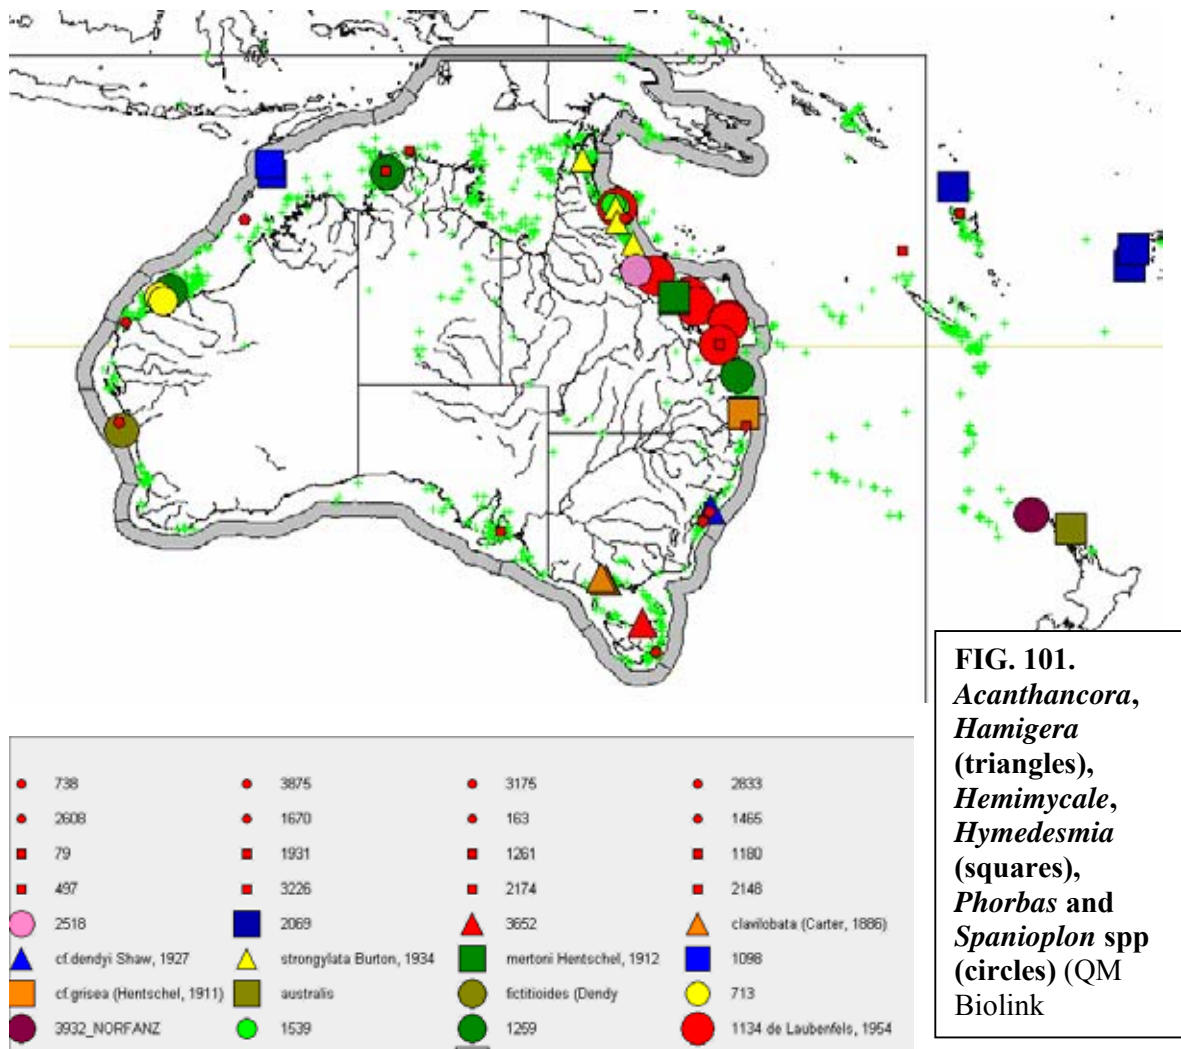 FIG. 101.
Acanthancora,
Hamigera
(triangles),
Hemimycale,
Hymedesmia
(squares),
Phorbas and
Spanioplon spp
(circles) (QM
Biolink
738 3875 3175 2833
2608 1670 163 1465
79 1931 1261 1180
497 3226 2174 2148
2518 2069 3652 clavilobata (Carter, 1886)
cf.dendyi Shaw, 1927 strongylata Burton, 1934 mertoni Hentschel, 1912 1098
cf.grisea (Hentschel, 1911) australis fictitioides (Dendy 713
3932_NORFANZ 1539 1259 1134 de Laubenfels, 1954